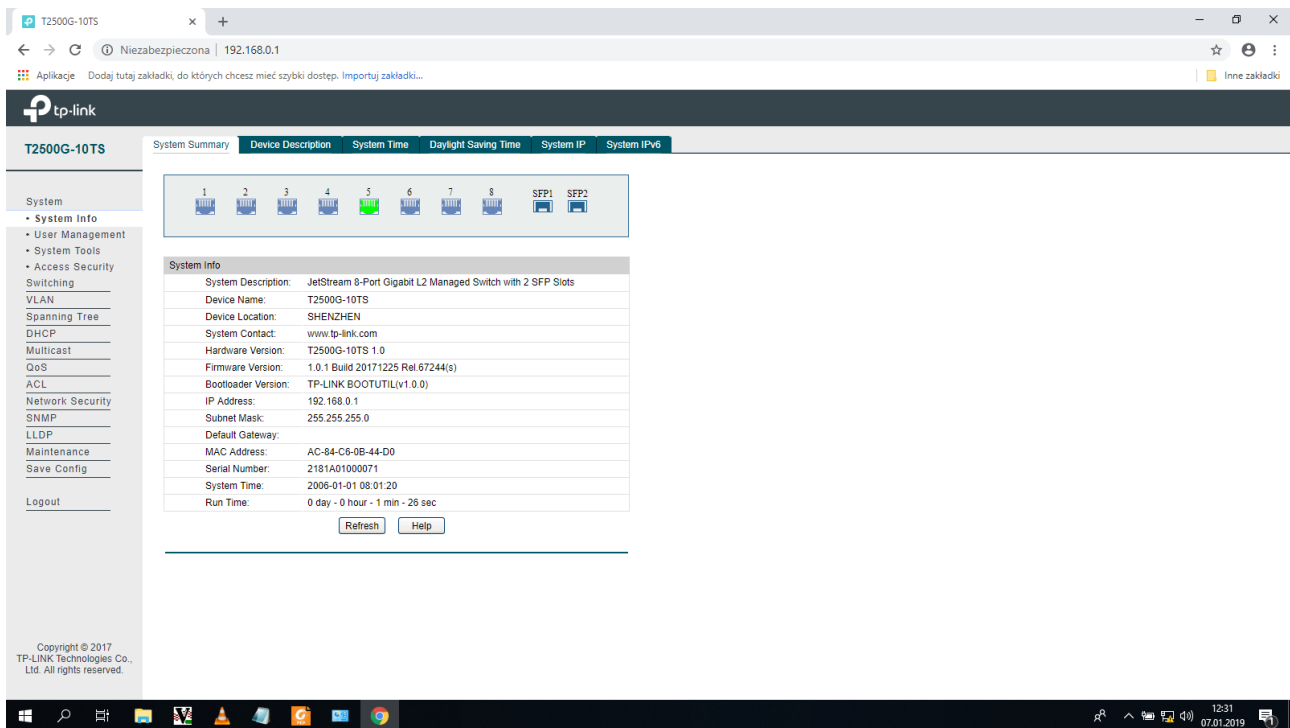 T2500G-10TS
Niezabezpieczona | 192.168.0.1
Aplikacje Dodaj tutaj zakładki, do których chcesz mieć szybki dostęp. Importuj zakładki... Inne zakładki
tp-link
T2500G-10TS
System Summary Device Description System Time Daylight Saving Time System IP System IPv6
System
• System Info
• User Management
• System Tools
• Access Security
Switching
VLAN
Spanning Tree
DHCP
Multicast
QoS
ACL
Network Security
SNMP
LLDP
Maintenance
Save Config
Logout
Copyright © 2017
TP-LINK Technologies Co.,
Ltd. All rights reserved.
1 2 3 4 5 6 7 8 SFP1 SFP2
System Info
System Description: JetStream 8-Port Gigabit L2 Managed Switch with 2 SFP Slots
Device Name: T2500G-10TS
Device Location: SHENZHEN
System Contact: www.tp-link.com
Hardware Version: T2500G-10TS 1.0
Firmware Version: 1.0.1 Build 20171225 Rel.67244(s)
Bootloader Version: TP-LINK BOOTUTIL(v1.0.0)
IP Address: 192.168.0.1
Subnet Mask: 255.255.255.0
Default Gateway:
MAC Address: AC-84-C6-0B-44-D0
Serial Number: 2181A01000071
System Time: 2006-01-01 08:01:20
Run Time: 0 day - 0 hour - 1 min - 26 sec
Refresh Help
12:31
07.01.2019